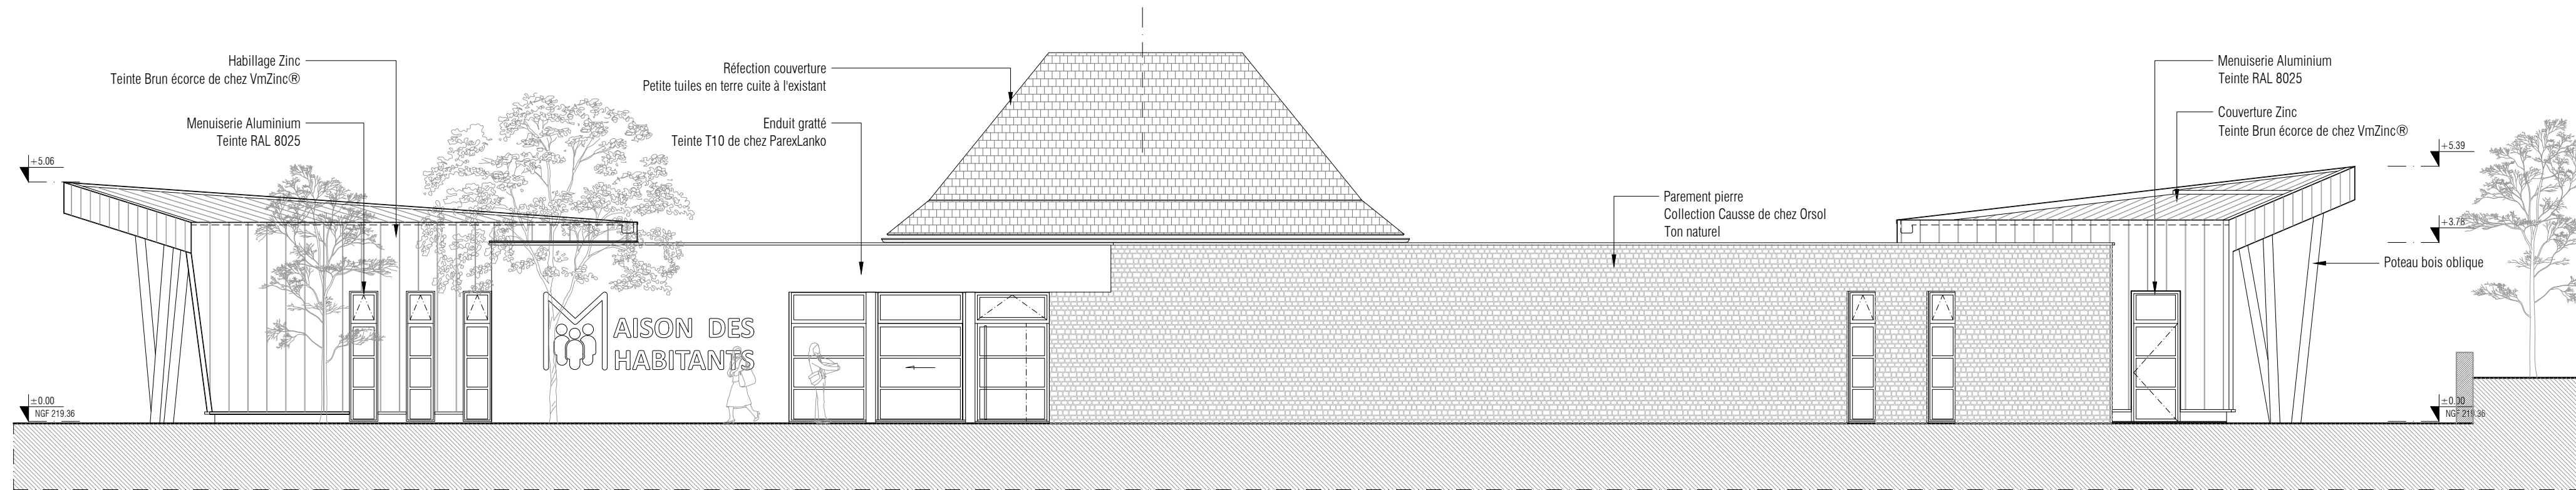 Habillage Zinc
Teinte Brun écorce de chez VmZinc®
Menuiserie Aluminium
Teinte RAL 8025
+5.06
±0.00
NGF 219.36
Réfection couverture
Petite tuiles en terre cuite à l'existant
Enduit gratté
Teinte T10 de chez ParexLanko
AISON DES
HABITANTS
Parement pierre
Collection Causse de chez Orsol
Ton naturel
Menuiserie Aluminium
Teinte RAL 8025
Couverture Zinc
Teinte Brun écorce de chez VmZinc®
+5.39
+3.78
Poteau bois oblique
±0.00
NGF 219.36